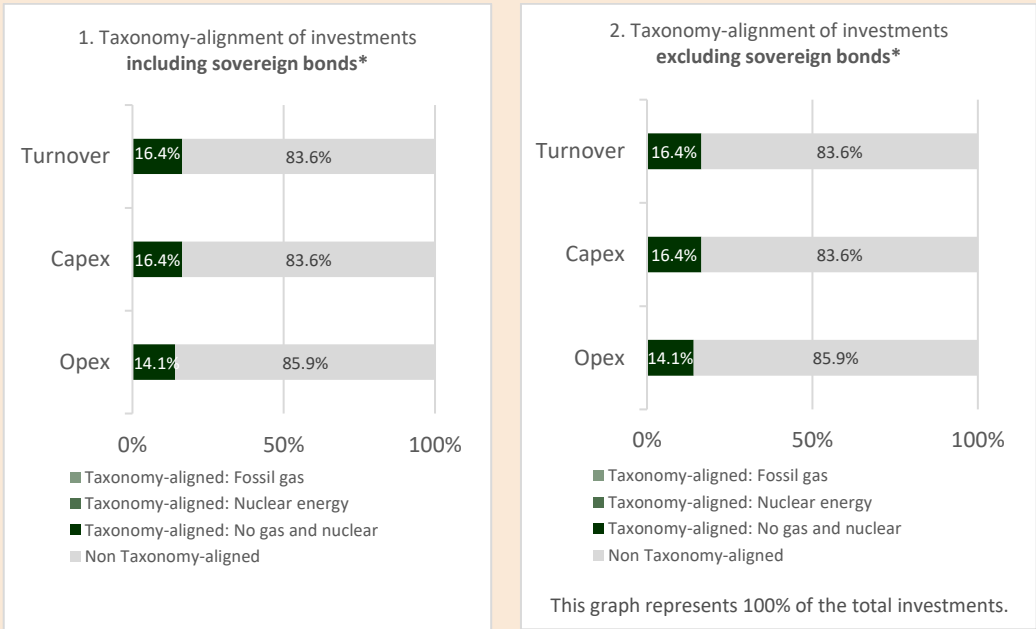 1. Taxonomy-alignment of investments
including sovereign bonds*
Turnover 16.4% 83.6%
Capex 16.4% 83.6%
Opex 14.1% 85.9%
0% 50% 100%
Taxonomy-aligned: Fossil gas
Taxonomy-aligned: Nuclear energy
Taxonomy-aligned: No gas and nuclear
Non Taxonomy-aligned
2. Taxonomy-alignment of investments
excluding sovereign bonds*
Turnover 16.4% 83.6%
Capex 16.4% 83.6%
Opex 14.1% 85.9%
0% 50% 100%
Taxonomy-aligned: Fossil gas
Taxonomy-aligned: Nuclear energy
Taxonomy-aligned: No gas and nuclear
Non Taxonomy-aligned
This graph represents 100% of the total investments.